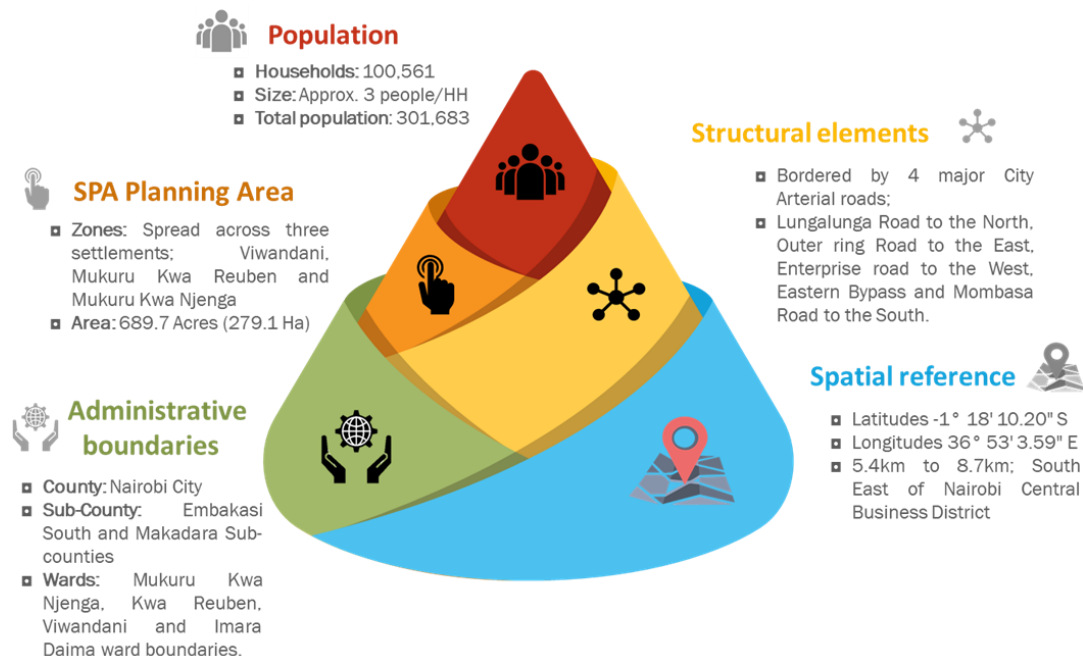 Population
Households: 100,561
Size: Approx. 3 people/HH
Total population: 301,683
SPA Planning Area
Zones: Spread across three
settlements; Viwandani,
Mukuru Kwa Reuben and
Mukuru Kwa Njenga
Area: 689.7 Acres (279.1 Ha)
Administrative
boundaries
County: Nairobi City
Sub-County: Embakasi
South and Makadara Sub-
counties
Wards: Mukuru Kwa
Njenga, Kwa Reuben,
Viwandani and Imara
Daima ward boundaries.
Structural elements
Bordered by 4 major City
Arterial roads;
Lungalunga Road to the North,
Outer ring Road to the East,
Enterprise road to the West,
Eastern Bypass and Mombasa
Road to the South.
Spatial reference
Latitudes -1° 18' 10.20" S
Longitudes 36° 53' 3.59" E
5.4km to 8.7km; South
East of Nairobi Central
Business District